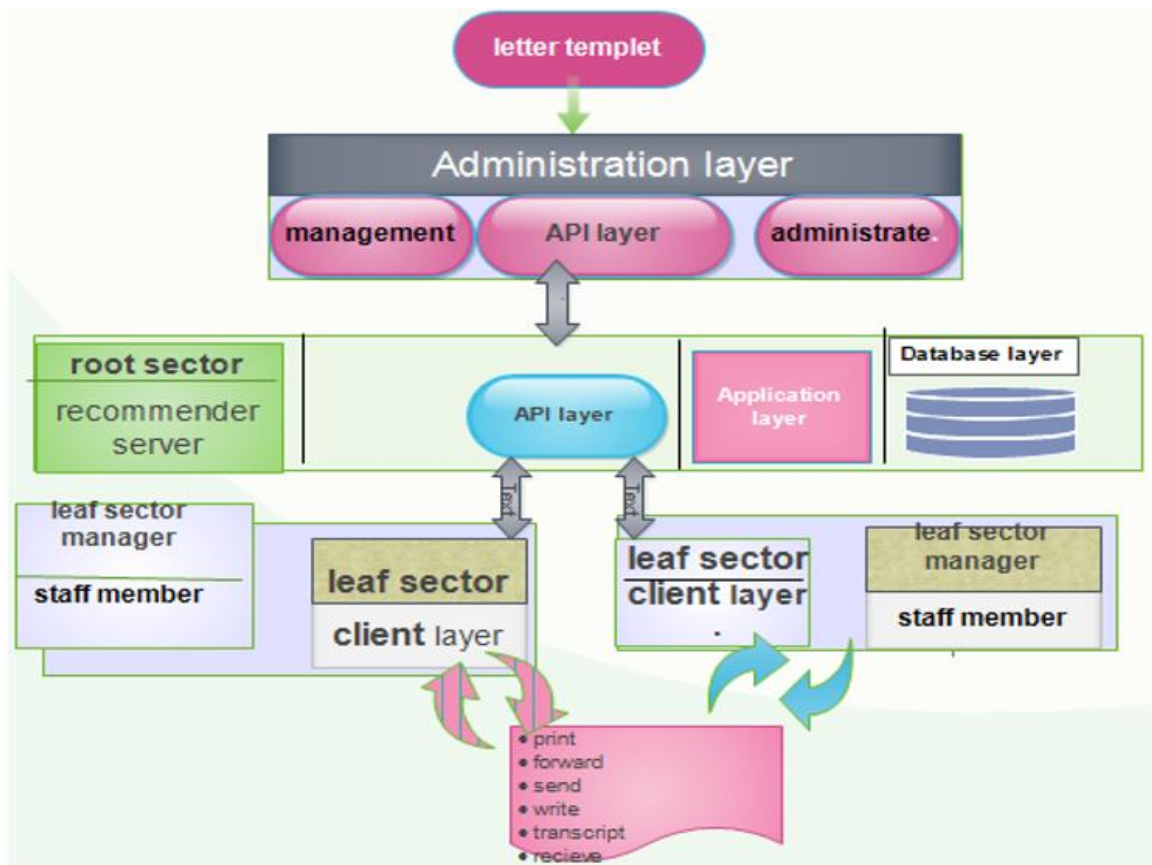 letter templet
Administration layer
management
API layer
administrate.
root sector
recommender
server
API layer
Application
layer
Database layer
Text
Text
leaf sector
manager
staff member
leaf sector
client layer
leaf sector
client layer
.
leaf sector
manager
staff member
• print
• forward
• send
• write
• transcript
• recieve